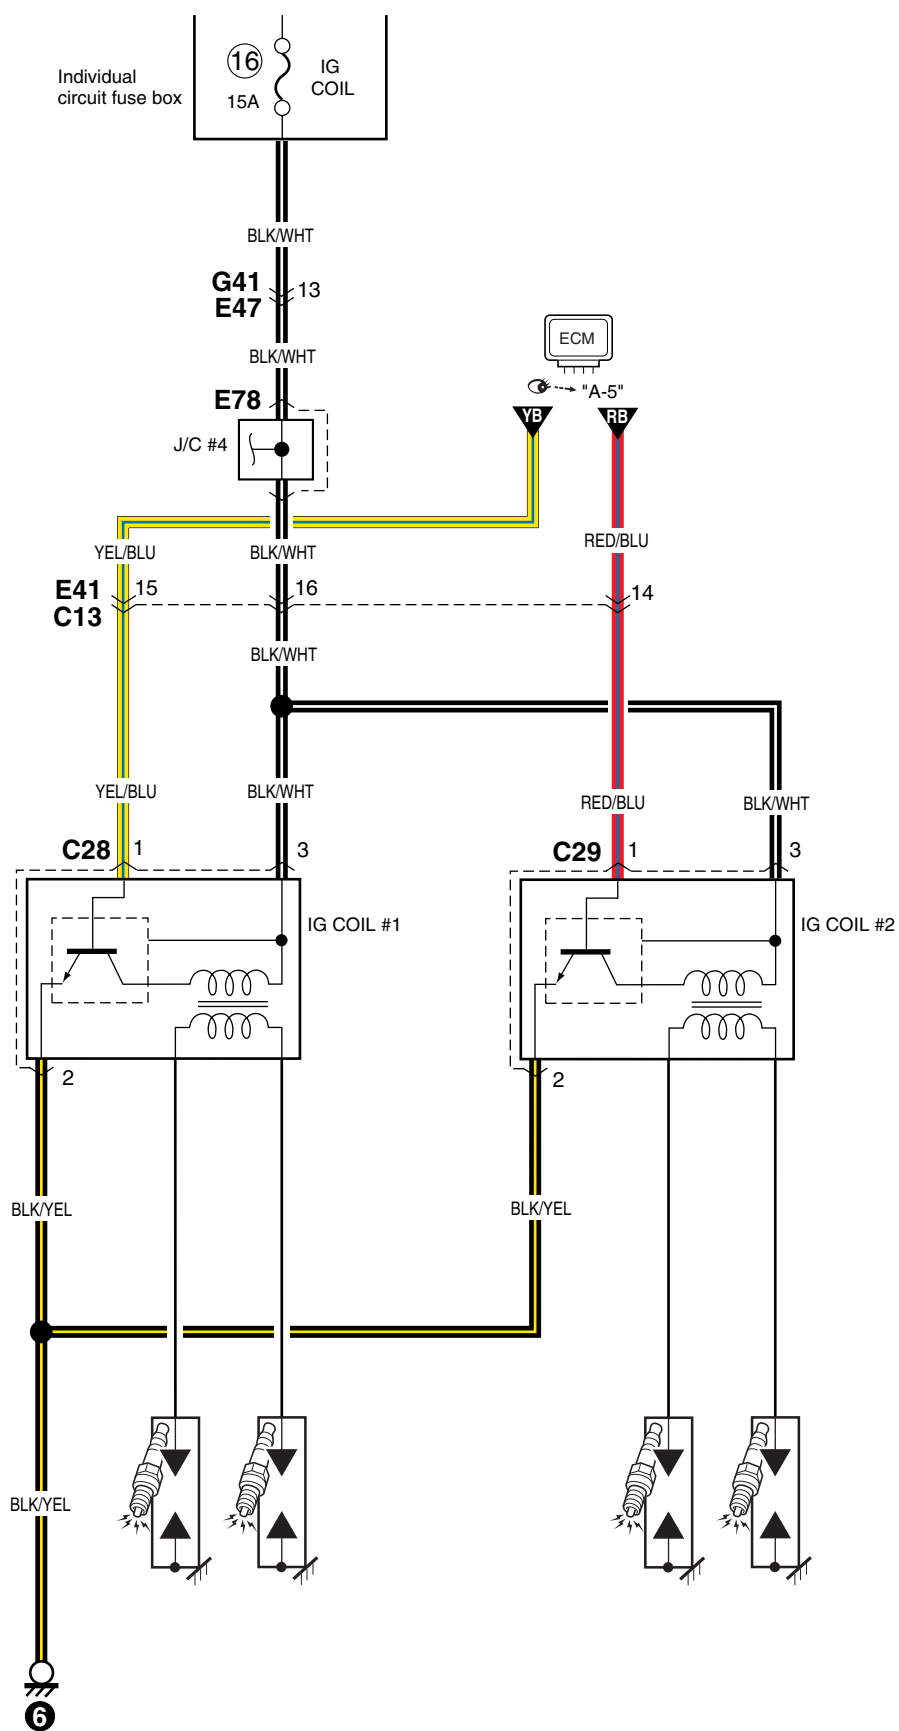 16
IG
COIL
Individual
circuit fuse box
15A
BLK/WHT
G41
E47
13
BLK/WHT
ECM
"A-5"
E78
YB
RB
J/C #4
RED/BLU
YEL/BLU
BLK/WHT
E41
C13
15
16
14
BLK/WHT
YEL/BLU
BLK/WHT
RED/BLU
BLK/WHT
C28
1
3
C29
1
3
IG COIL #1
IG COIL #2
2
2
BLK/YEL
BLK/YEL
BLK/YEL
6